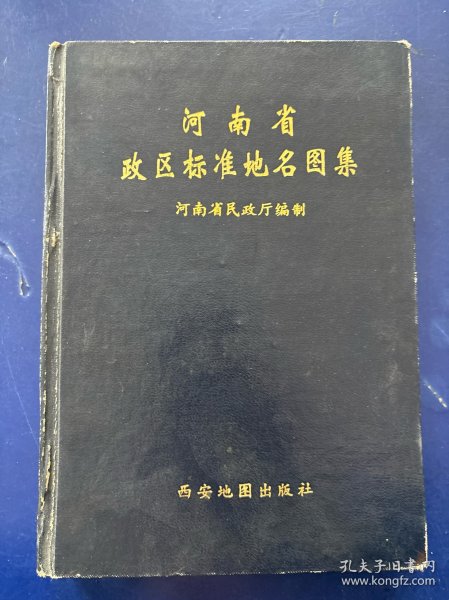 河南省
政区标准地名图集
河南省民政厅编制
西安地图出版社
孔夫子旧书网
www.kongfz.com